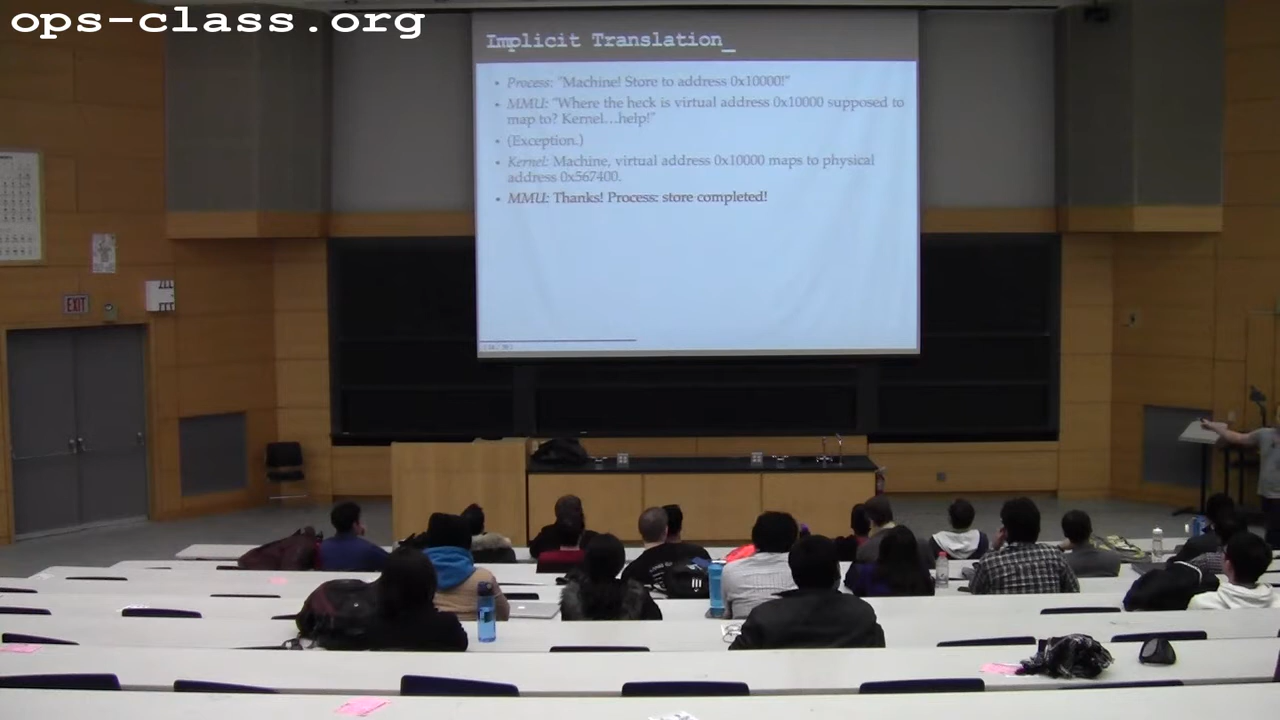 ops-class.org
Implicit Translation_
• Process: "Machine! Store to address 0x10000!"
• MMU: "Where the heck is virtual address 0x10000 supposed to
map to? Kernel…help!"
• (Exception.)
• Kernel: Machine, virtual address 0x10000 maps to physical
address 0x567400.
• MMU: Thanks! Process: store completed!
EXIT